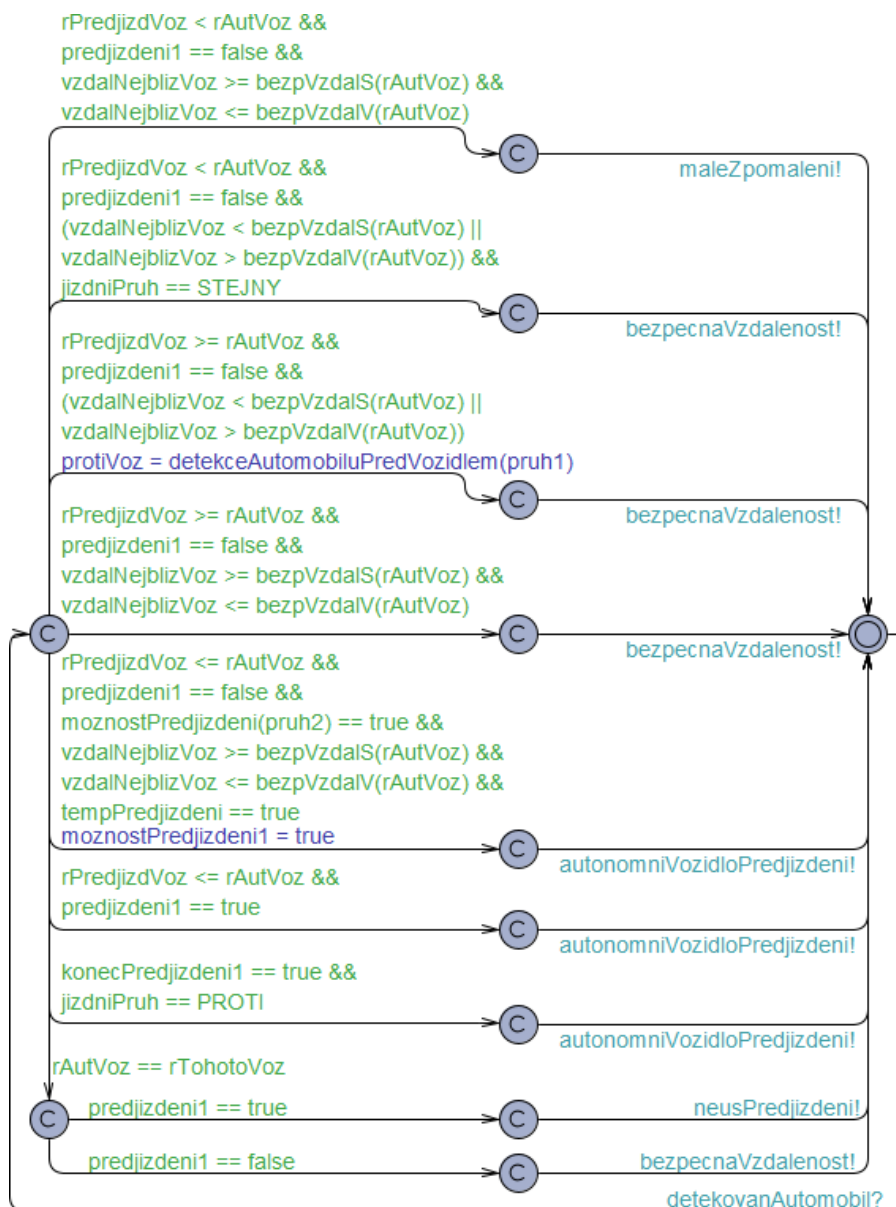 rPredjizdVoz < rAutVoz &&
predjizdeni1 == false &&
vzdalNejblizVoz >= bezpVzdalS(rAutVoz) &&
vzdalNejblizVoz <= bezpVzdalV(rAutVoz)
C
maleZpomaleni!
rPredjizdVoz < rAutVoz &&
predjizdeni1 == false &&
(vzdalNejblizVoz < bezpVzdalS(rAutVoz) ||
vzdalNejblizVoz > bezpVzdalV(rAutVoz)) &&
jizdniPruh == STEJNY
C
bezpecnaVzdalenost!
rPredjizdVoz >= rAutVoz &&
predjizdeni1 == false &&
(vzdalNejblizVoz < bezpVzdalS(rAutVoz) ||
vzdalNejblizVoz > bezpVzdalV(rAutVoz))
protiVoz = detekceAutomobiluPredVozidlem(pruh1)
C
bezpecnaVzdalenost!
rPredjizdVoz >= rAutVoz &&
predjizdeni1 == false &&
vzdalNejblizVoz >= bezpVzdalS(rAutVoz) &&
vzdalNejblizVoz <= bezpVzdalV(rAutVoz)
C
C
bezpecnaVzdalenost!
rPredjizdVoz <= rAutVoz &&
predjizdeni1 == false &&
moznostPredjizdeni(pruh2) == true &&
vzdalNejblizVoz >= bezpVzdalS(rAutVoz) &&
vzdalNejblizVoz <= bezpVzdalV(rAutVoz) &&
tempPredjizdeni == true
moznostPredjizdeni1 = true
C
autonomniVozidloPredjizdeni!
rPredjizdVoz <= rAutVoz &&
predjizdeni1 == true
C
autonomniVozidloPredjizdeni!
konecPredjizdeni1 == true &&
jizdniPruh == PROTI
C
autonomniVozidloPredjizdeni!
rAutVoz == rTohotoVoz
C
predjizdeni1 == true
C
neusPredjizdeni!
predjizdeni1 == false
C
bezpecnaVzdalenost!
detekovanAutomobil?